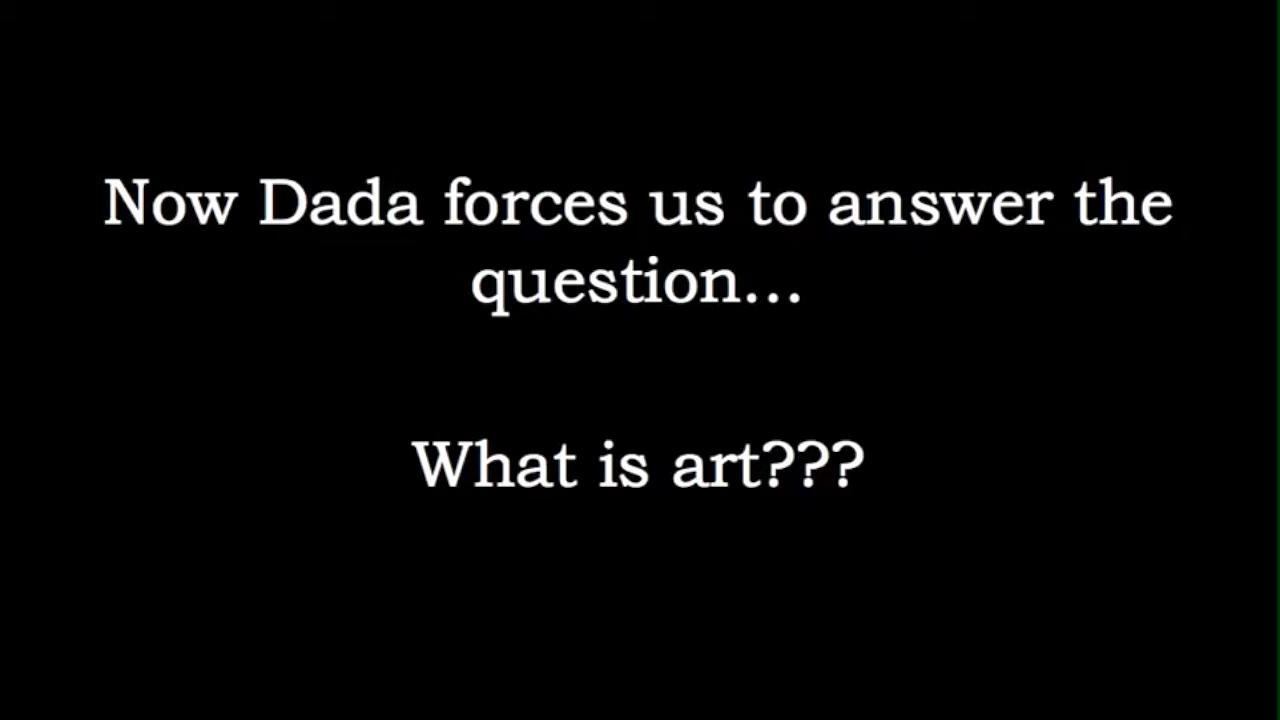 Now Dada forces us to answer the
question...
What is art???